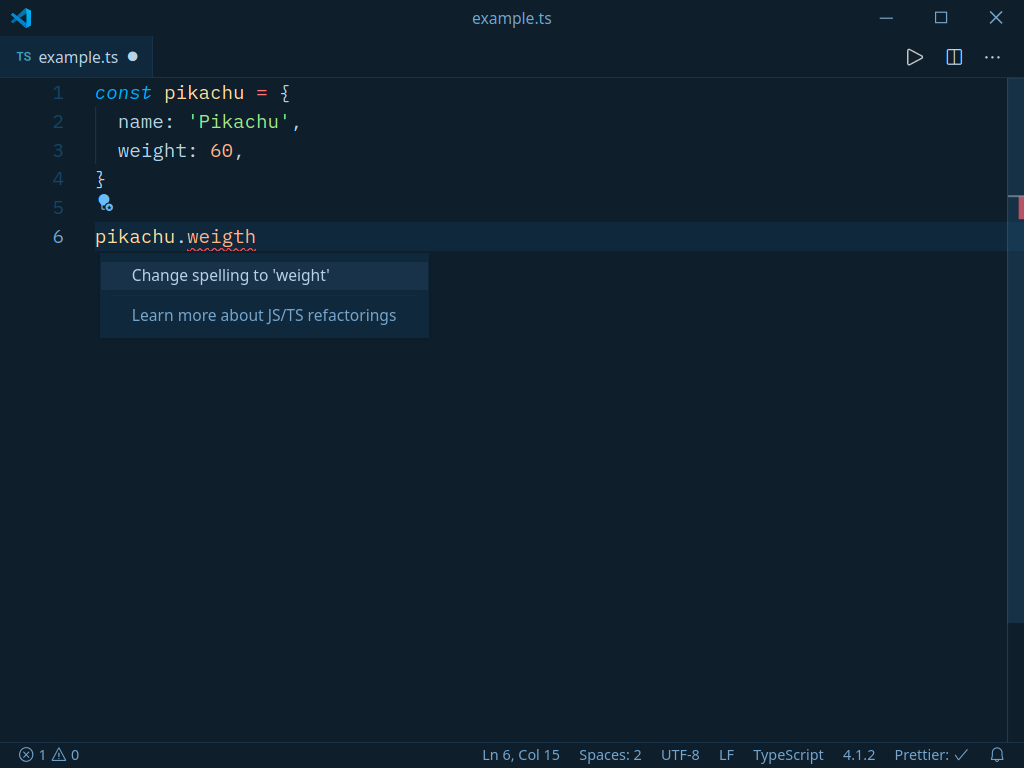 example.ts
TS example.ts
1 const pikachu = {
2 name: 'Pikachu',
3 weight: 60,
4 }
5
6 pikachu.weigth
Change spelling to 'weight'
Learn more about JS/TS refactorings
1 0 Ln 6, Col 15 Spaces: 2 UTF-8 LF TypeScript 4.1.2 Prettier: ✓